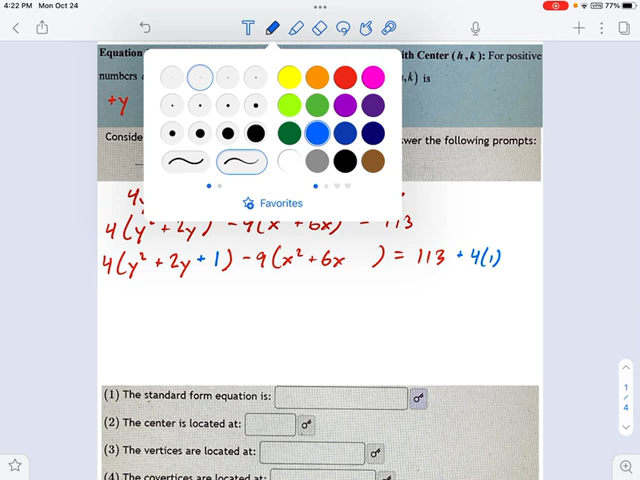 4:22 PM Mon Oct 24
77%
Equation
ith Center (h, k): For positive
numbers
, k) is
+y
Conside
swer the following prompts:
Favorites
4(y² + 2y) - 9(x² + 6x) = 113
4(y² + 2y + 1) - 9(x² + 6x ) = 113 + 4(1)
1
4
(1) The standard form equation is:
(2) The center is located at:
(3) The vertices are located at:
(4) The covertices are located at: